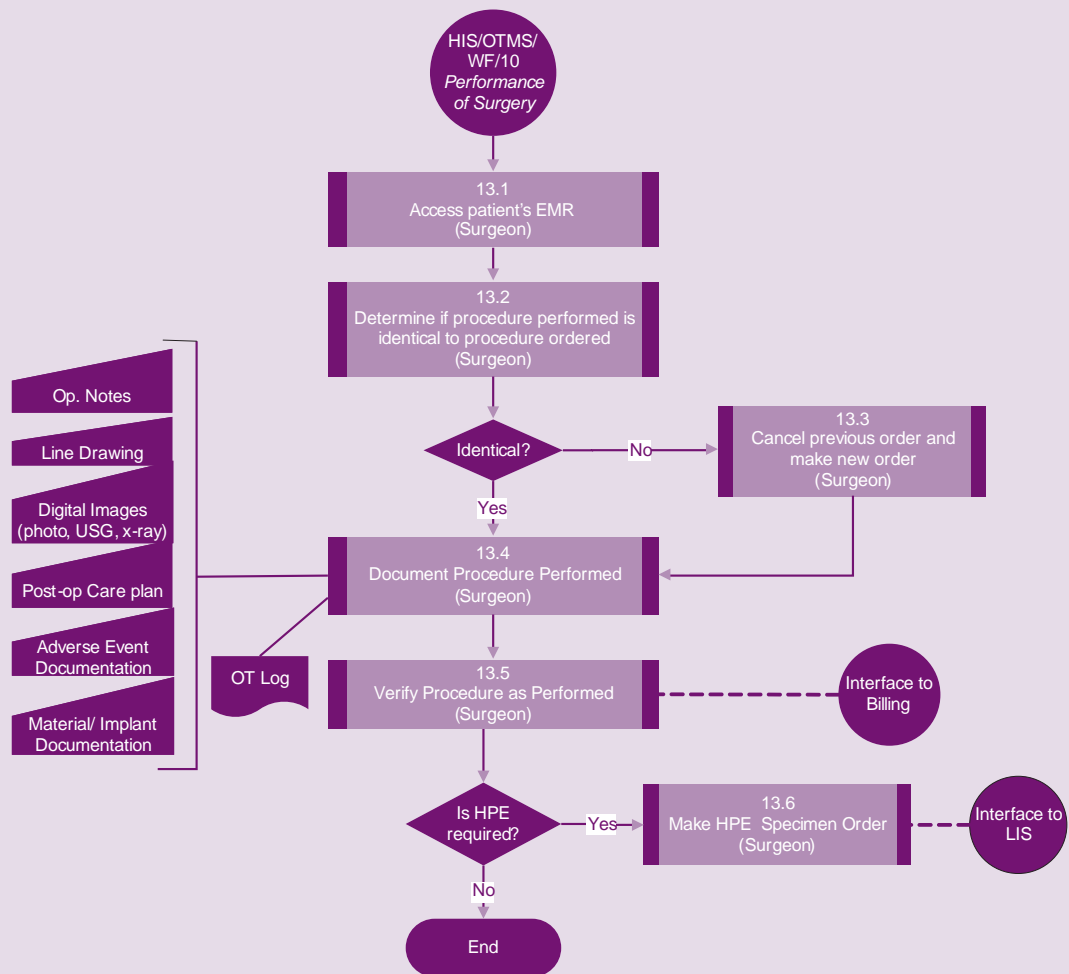 HIS/OTMS/
WF/10
Performance
of Surgery
13.1
Access patient's EMR
(Surgeon)
13.2
Determine if procedure performed is
identical to procedure ordered
(Surgeon)
Identical?
No
13.3
Cancel previous order and
make new order
(Surgeon)
Yes
Op. Notes
Line Drawing
Digital Images
(photo, USG, x-ray)
Post-op Care plan
Adverse Event
Documentation
Material/ Implant
Documentation
13.4
Document Procedure Performed
(Surgeon)
OT Log
13.5
Verify Procedure as Performed
(Surgeon)
Interface to
Billing
Is HPE
required?
Yes
13.6
Make HPE Specimen Order
(Surgeon)
Interface to
LIS
No
End